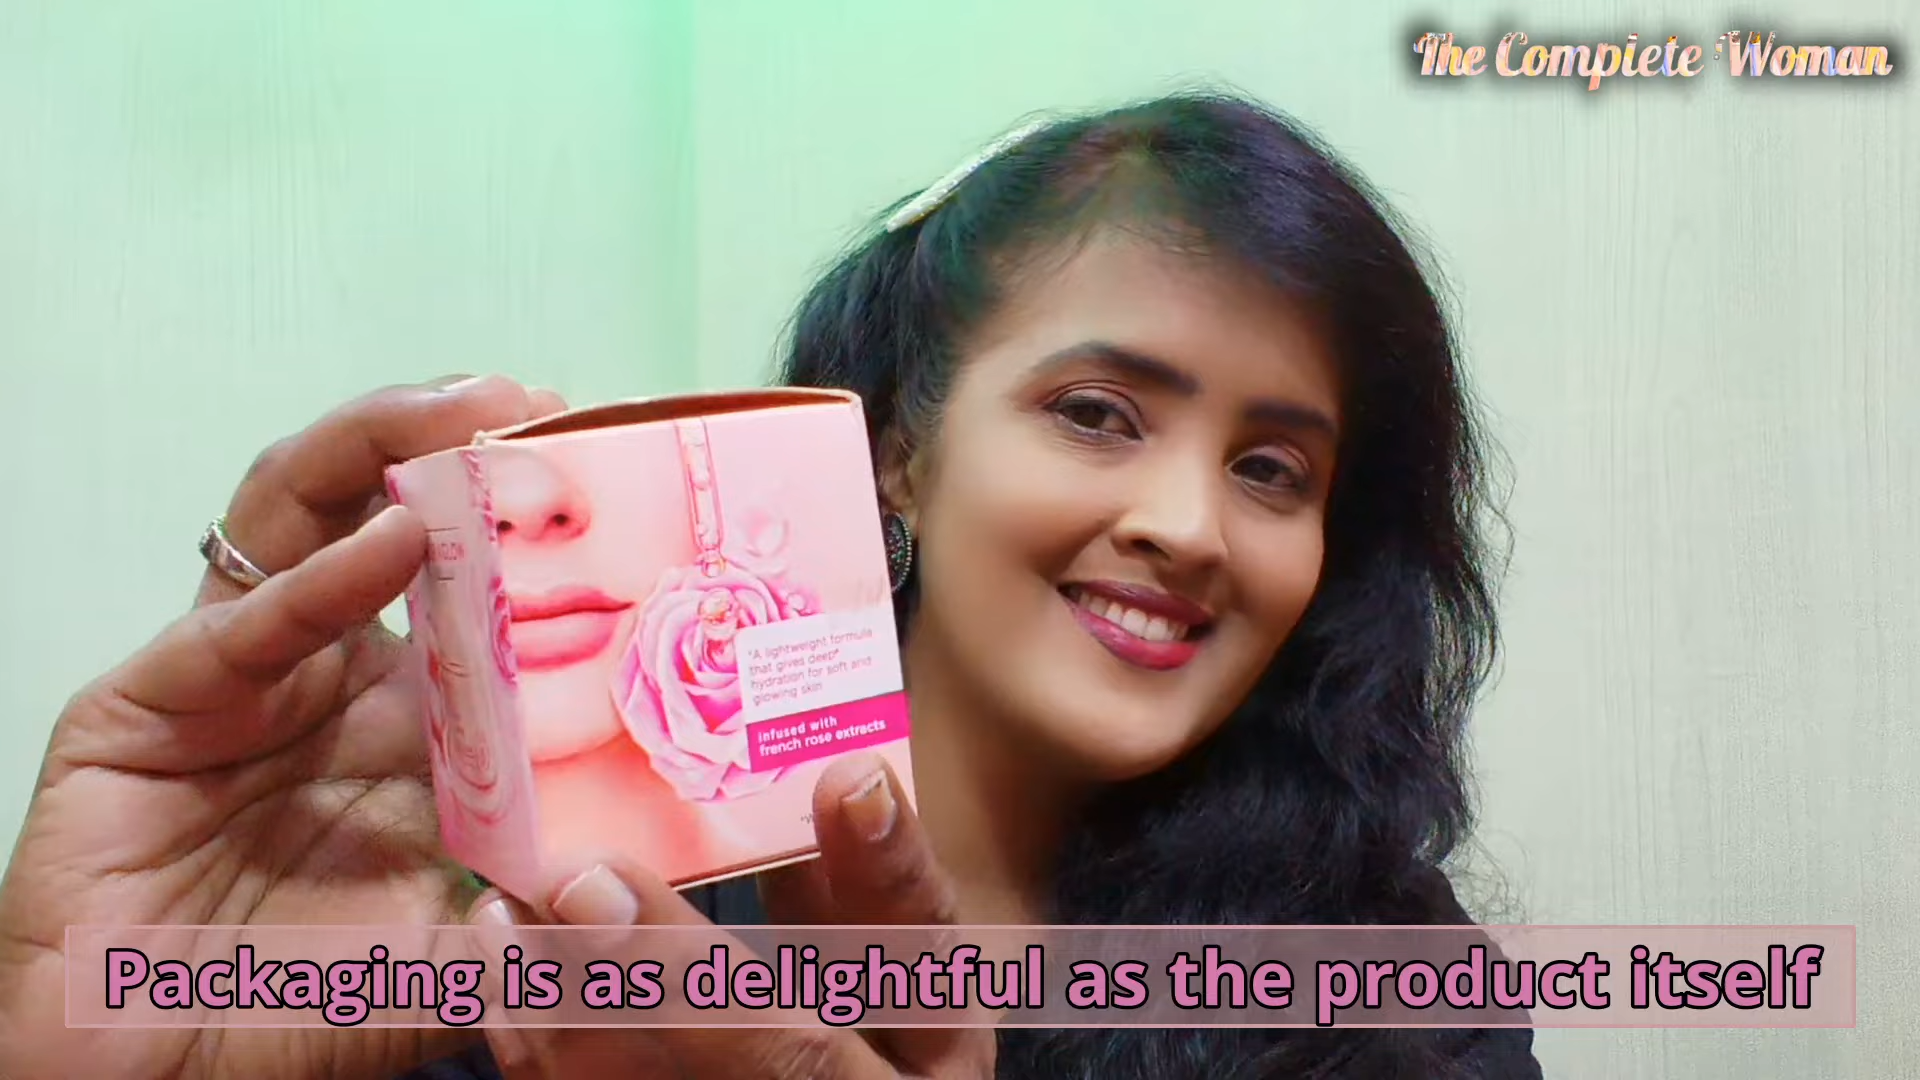 The Complete Woman
"A lightweight formula
that gives deep*
hydration for soft and
glowing skin
infused with
french rose extracts
Packaging is as delightful as the product itself